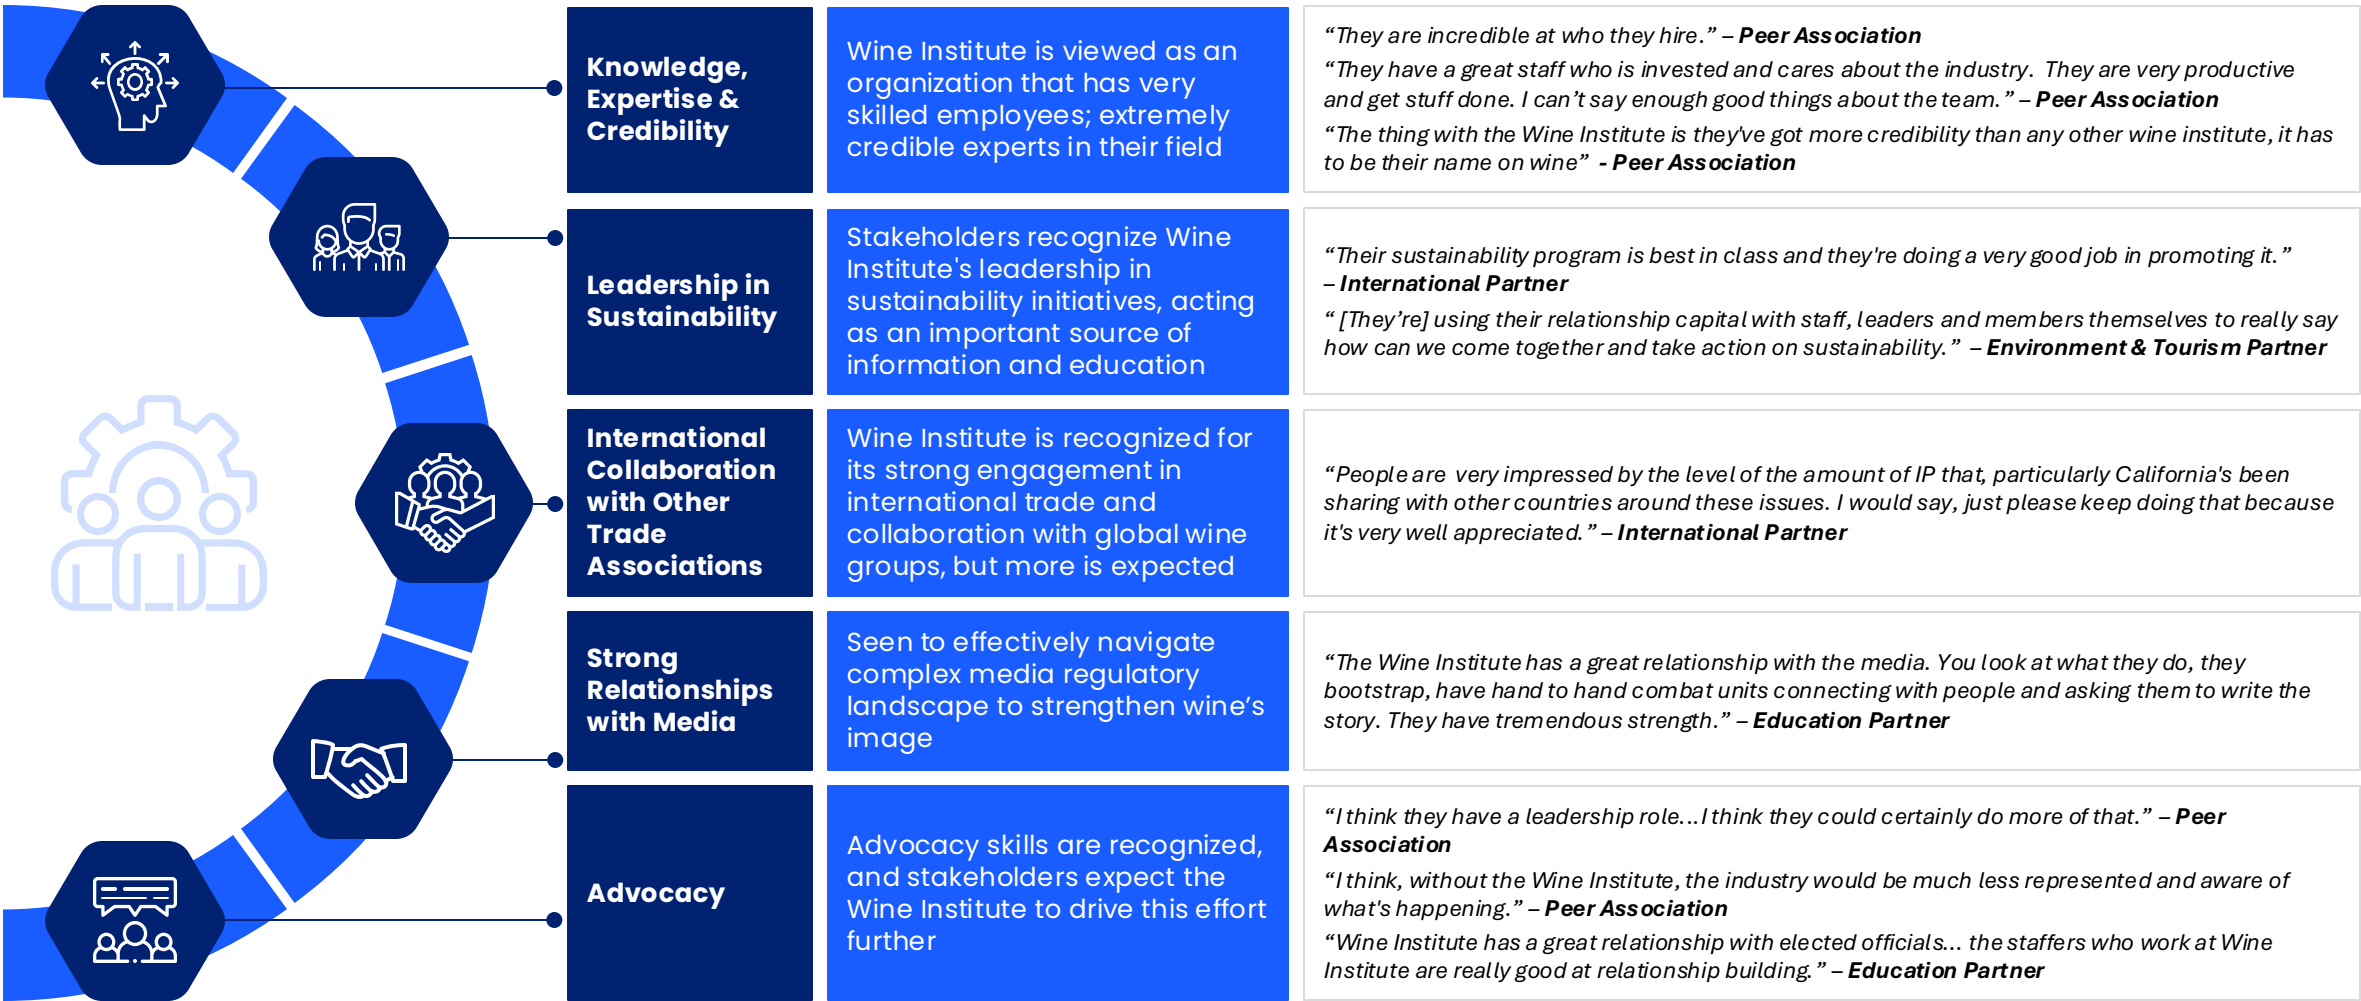 Knowledge,
Expertise &
Credibility
Wine Institute is viewed as an
organization that has very
skilled employees; extremely
credible experts in their field
“They are incredible at who they hire.” – Peer Association
“They have a great staff who is invested and cares about the industry.  They are very productive
and get stuff done. I can’t say enough good things about the team.” – Peer Association
“The thing with the Wine Institute is they've got more credibility than any other wine institute, it has
to be their name on wine”  - Peer Association
Leadership in
Sustainability
Stakeholders recognize Wine
Institute's leadership in
sustainability initiatives, acting
as an important source of
information and education
“Their sustainability program is best in class and they're doing a very good job in promoting it.”
– International Partner
“ [They’re] using their relationship capital with staff, leaders and members themselves to really say
how can we come together and take action on sustainability.”  – Environment & Tourism Partner
International
Collaboration
with Other
Trade
Associations
Wine Institute is recognized for
its strong engagement in
international trade and
collaboration with global wine
groups, but more is expected
“People are  very impressed by the level of the amount of IP that, particularly California's been
sharing with other countries around these issues. I would say, just please keep doing that because
it's very well appreciated.” – International Partner
Strong
Relationships
with Media
Seen to effectively navigate
complex media regulatory
landscape to strengthen wine’s
image
“The Wine Institute has a great relationship with the media. You look at what they do, they
bootstrap, have hand to hand combat units connecting with people and asking them to write the
story. They have tremendous strength.” – Education Partner
Advocacy
Advocacy skills are recognized,
and stakeholders expect the
Wine Institute to drive this effort
further
“I think they have a leadership role...I think they could certainly do more of that.” – Peer
Association
“I think, without the Wine Institute, the industry would be much less represented and aware of
what's happening.” – Peer Association
“Wine Institute has a great relationship with elected officials... the staffers who work at Wine
Institute are really good at relationship building.” – Education Partner